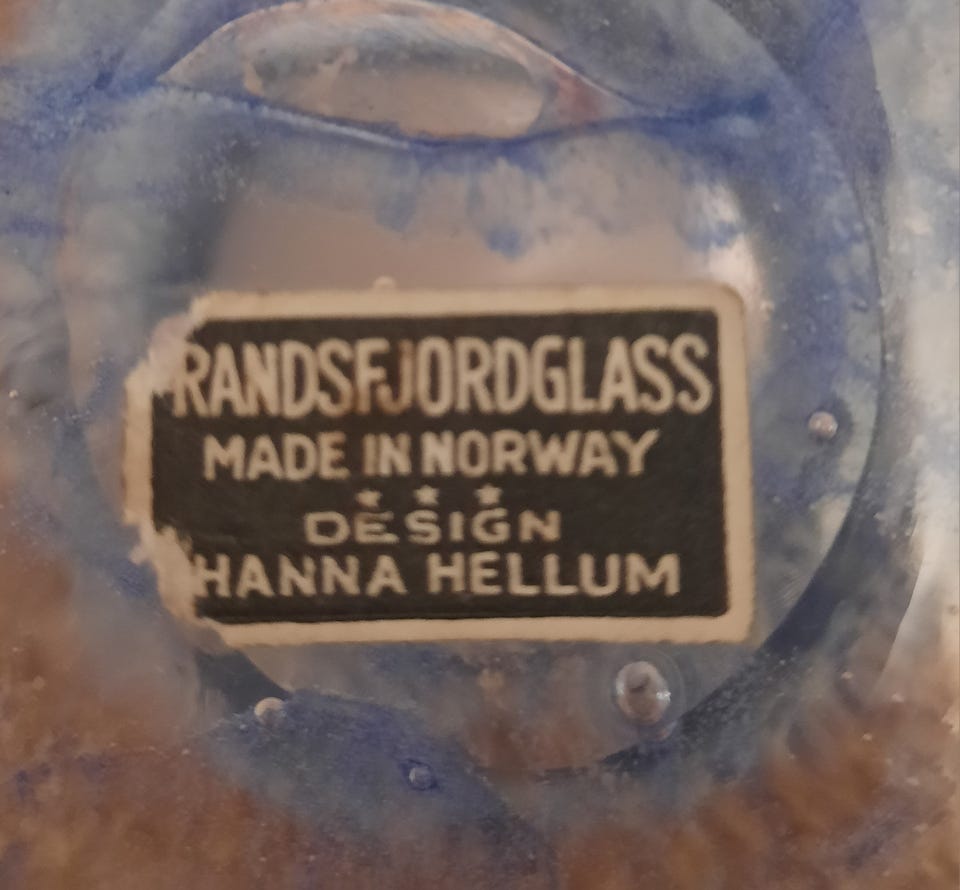 RANDSFJORDGLASS
MADE IN NORWAY
★ ★ ★
DESIGN
HANNA HELLUM